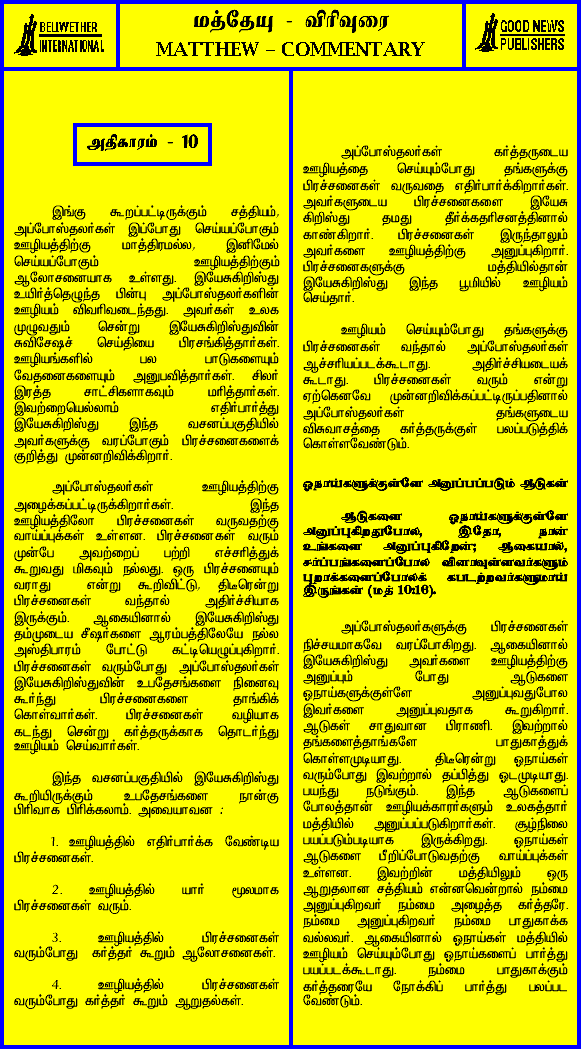 BELIWETHER
INTERNATIONAL
மத்தேயு - விரிவுரை
MATTHEW – COMMENTARY
GOOD NEWS
PUBLISHERS
அதிகாரம் - 10
இங்கு கூறப்பட்டிருக்கும் சத்தியம்,
அப்போஸ்தலர்கள் இப்போது செய்யப்போகும்
ஊழியத்திற்கு மாத்திரமல்ல, இனிமேல்
செய்யப்போகும் ஊழியத்திற்கும்
ஆலோசனையாக உள்ளது. இயேசுகிறிஸ்து
உயிர்த்தெழுந்த பின்பு அப்போஸ்தலர்களின்
ஊழியம் விவரிவடைந்தது. அவர்கள் உலக
முழுவதும் சென்று இயேசுகிறிஸ்துவின்
சுவிசேஷச் செய்தியை பிரசங்கித்தார்கள்.
ஊழியங்களில் பல பாடுகளையும்
வேதனைகளையும் அனுபவித்தார்கள். சிலர்
இரத்த சாட்சிகளாகவும் மரித்தார்கள்.
இவற்றையெல்லாம் எதிர்பார்த்து
இயேசுகிறிஸ்து இந்த வசனப்பகுதியில்
அவர்களுக்கு வரப்போகும் பிரச்சனைகளைக்
குறித்து முன்னறிவிக்கிறார்.
அப்போஸ்தலர்கள் ஊழியத்திற்கு
அழைக்கப்பட்டிருக்கிறார்கள். இந்த
ஊழியத்திலோ பிரச்சனைகள் வருவதற்கு
வாய்ப்புக்கள் உள்ளன. பிரச்சனைகள் வரும்
முன்பே அவற்றைப் பற்றி எச்சரித்துக்
கூறுவது மிகவும் நல்லது. ஒரு பிரச்சனையும்
வராது என்று கூறிவிட்டு, திடீரென்று
பிரச்சனைகள் வந்தால் அதிர்ச்சியாக
இருக்கும். ஆகையினால் இயேசுகிறிஸ்து
தம்முடைய சீஷர்களை ஆரம்பத்திலேயே நல்ல
அஸ்திபாரம் போட்டு கட்டியெழுப்புகிறார்.
பிரச்சனைகள் வரும்போது அப்போஸ்தலர்கள்
இயேசுகிறிஸ்துவின் உபதேசங்களை நினைவு
கூர்ந்து பிரச்சனைகளை தாங்கிக்
கொள்வார்கள். பிரச்சனைகள் வழியாக
கடந்து சென்று கர்த்தருக்காக தொடர்ந்து
ஊழியம் செய்வார்கள்.
இந்த வசனப்பகுதியில் இயேசுகிறிஸ்து
கூறியிருக்கும் உபதேசங்களை நான்கு
பிரிவாக பிரிக்கலாம். அவையாவன :
1. ஊழியத்தில் எதிர்பார்க்க வேண்டிய
பிரச்சனைகள்.
2. ஊழியத்தில் யார் மூலமாக
பிரச்சனைகள் வரும்.
3. ஊழியத்தில் பிரச்சனைகள்
வரும்போது கர்த்தர் கூறும் ஆலோசனைகள்.
4. ஊழியத்தில் பிரச்சனைகள்
வரும்போது கர்த்தர் கூறும் ஆறுதல்கள்.
அப்போஸ்தலர்கள் கர்த்தருடைய
ஊழியத்தை செய்யும்போது தங்களுக்கு
பிரச்சனைகள் வருவதை எதிர்பார்க்கிறார்கள்.
அவர்களுடைய பிரச்சனைகளை இயேசு
கிறிஸ்து தமது தீர்க்கதரிசனத்தினால்
காண்கிறார். பிரச்சனைகள் இருந்தாலும்
அவர்களை ஊழியத்திற்கு அனுப்புகிறார்.
பிரச்சனைகளுக்கு மத்தியில்தான்
இயேசுகிறிஸ்து இந்த பூமியில் ஊழியம்
செய்தார்.
ஊழியம் செய்யும்போது தங்களுக்கு
பிரச்சனைகள் வந்தால் அப்போஸ்தலர்கள்
ஆச்சரியப்படக்கூடாது. அதிர்ச்சியடையக்
கூடாது. பிரச்சனைகள் வரும் என்று
ஏற்கெனவே முன்னறிவிக்கப்பட்டிருப்பதினால்
அப்போஸ்தலர்கள் தங்களுடைய
விசுவாசத்தை கர்த்தருக்குள் பலப்படுத்திக்
கொள்ளவேண்டும்.
ஓநாய்களுக்குள்ளே அனுப்பப்படும் ஆடுகள்
ஆடுகளை ஓநாய்களுக்குள்ளே
அனுப்புகிறதுபோல, இதோ, நான்
உங்களை அனுப்புகிறேன்; ஆகையால்,
சர்ப்பங்களைப்போல வினாவுள்ளவர்களும்
புறாக்களைப்போலக் கபடற்றவர்களுமாய்
இருங்கள் (மத் 10:16).
அப்போஸ்தலர்களுக்கு பிரச்சனைகள்
நிச்சயமாகவே வரப்போகிறது. ஆகையினால்
இயேசுகிறிஸ்து அவர்களை ஊழியத்திற்கு
அனுப்பும் போது ஆடுகளை
ஓநாய்களுக்குள்ளே அனுப்புவதுபோல
இவர்களை அனுப்புவதாக கூறுகிறார்.
ஆடுகள் சாதுவான பிராணி. இவற்றால்
தங்களைத்தாங்களே பாதுகாத்துக்
கொள்ளமுடியாது. திடீரென்று ஓநாய்கள்
வரும்போது இவற்றால் தப்பித்து ஓடமுடியாது.
பயந்து நடுங்கும். இந்த ஆடுகளைப்
போலத்தான் ஊழியக்காரர்களும் உலகத்தார்
மத்தியில் அனுப்பப்படுகிறார்கள். சூழ்நிலை
பயப்படும்படியாக இருக்கிறது. ஓநாய்கள்
ஆடுகளை பீறிப்போடுவதற்கு வாய்ப்புக்கள்
உள்ளன. இவற்றின் மத்தியிலும் ஒரு
ஆறுதலான சத்தியம் என்னவென்றால் நம்மை
அனுப்புகிறவர் நம்மை அழைத்த கர்த்தரே.
நம்மை அனுப்புகிறவர் நம்மை பாதுகாக்க
வல்லவர். ஆகையினால் ஓநாய்கள் மத்தியில்
ஊழியம் செய்யும்போது ஓநாய்களைப் பார்த்து
பயப்படக்கூடாது. நம்மை பாதுகாக்கும்
கர்த்தரையே நோக்கிப் பார்த்து பலப்பட
வேண்டும்.